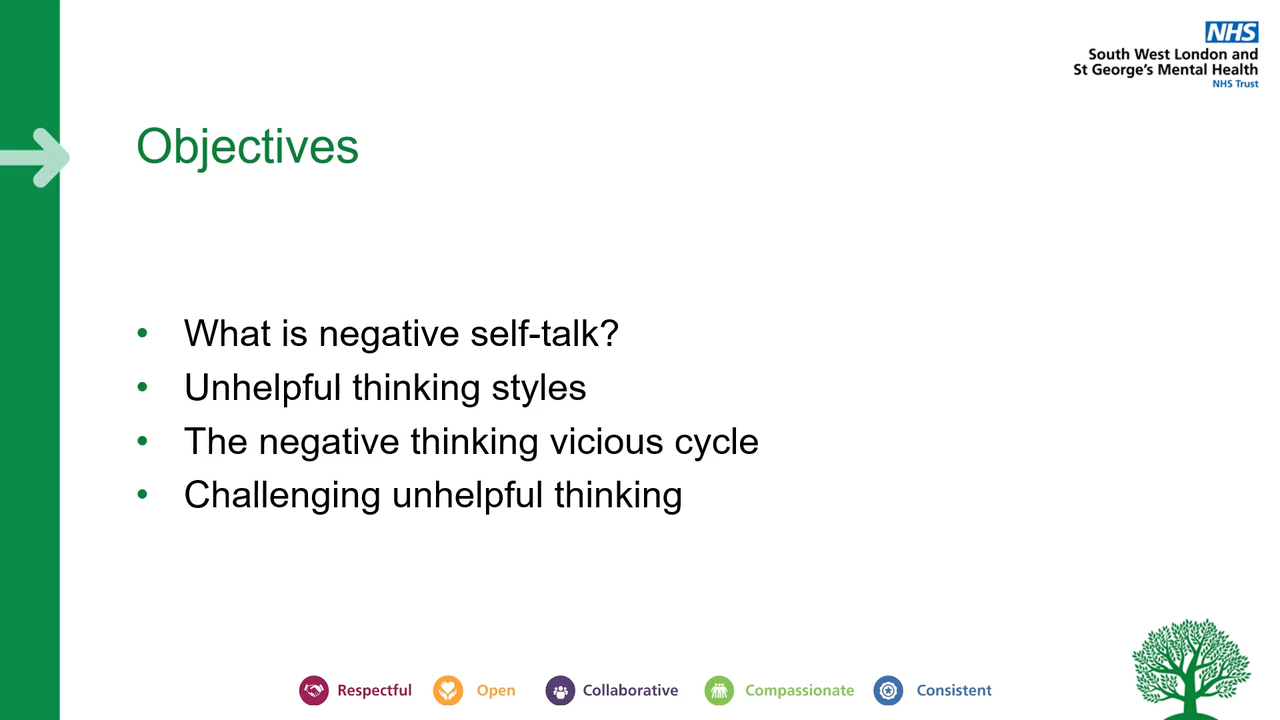 NHS
South West London and
St George's Mental Health
NHS Trust
Objectives
• What is negative self-talk?
• Unhelpful thinking styles
• The negative thinking vicious cycle
• Challenging unhelpful thinking
Respectful Open Collaborative Compassionate Consistent